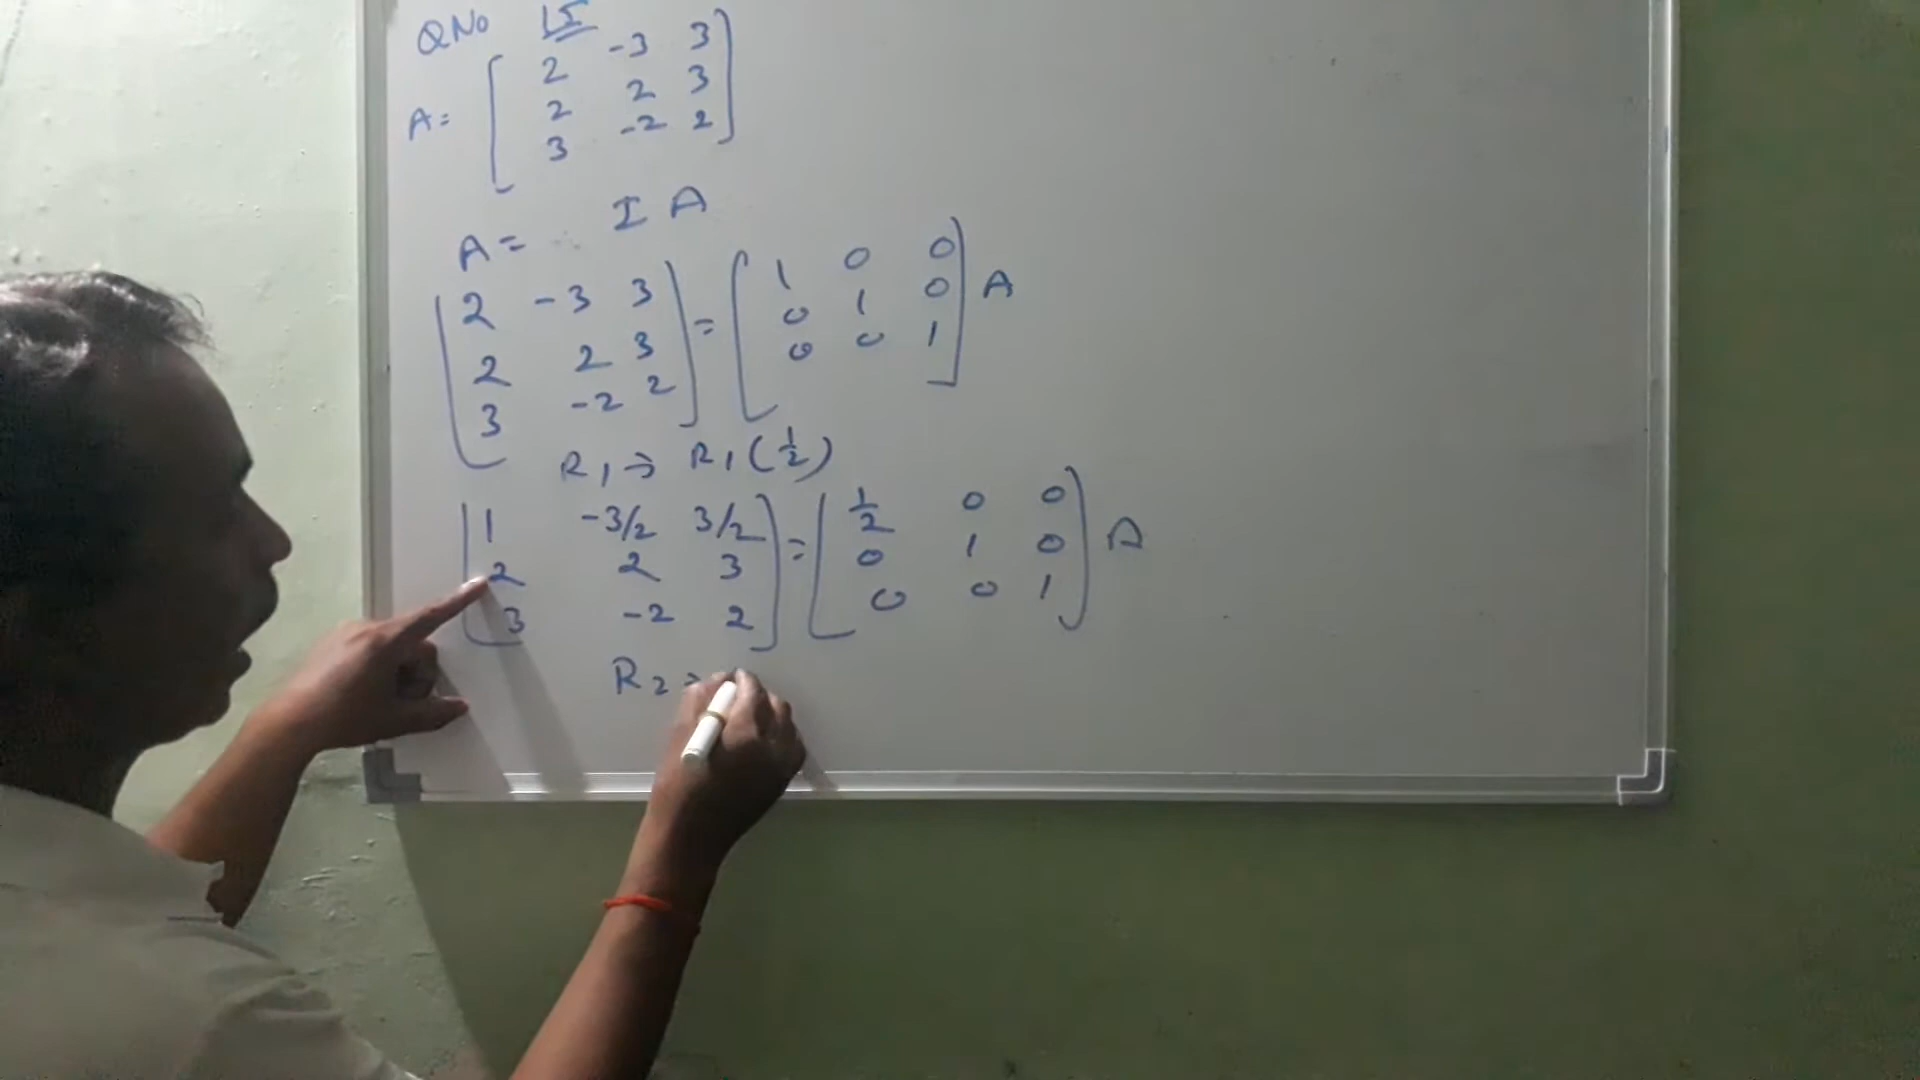 QNo 15
A= [ 2 -3 3
2 2 3
3 -2 2 ]
A= I A
[ 2 -3 3
2 2 3
3 -2 2 ] = [ 1 0 0
0 1 0
0 0 1 ] A
R1 → R1 (1/2)
[ 1 -3/2 3/2
2 2 3
3 -2 2 ] = [ 1/2 0 0
0 1 0
0 0 1 ] A
R2 →